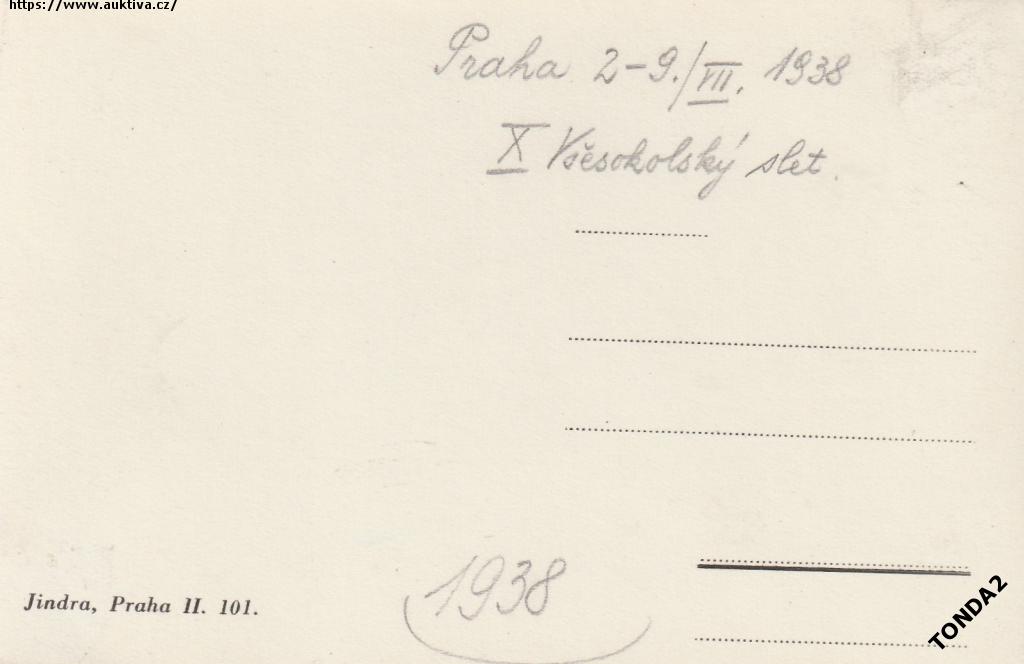 https://www.auktiva.cz/
Praha 2-9./VII. 1938
X Všesokolský slet.
1938
Jindra, Praha II. 101.
TONDA2